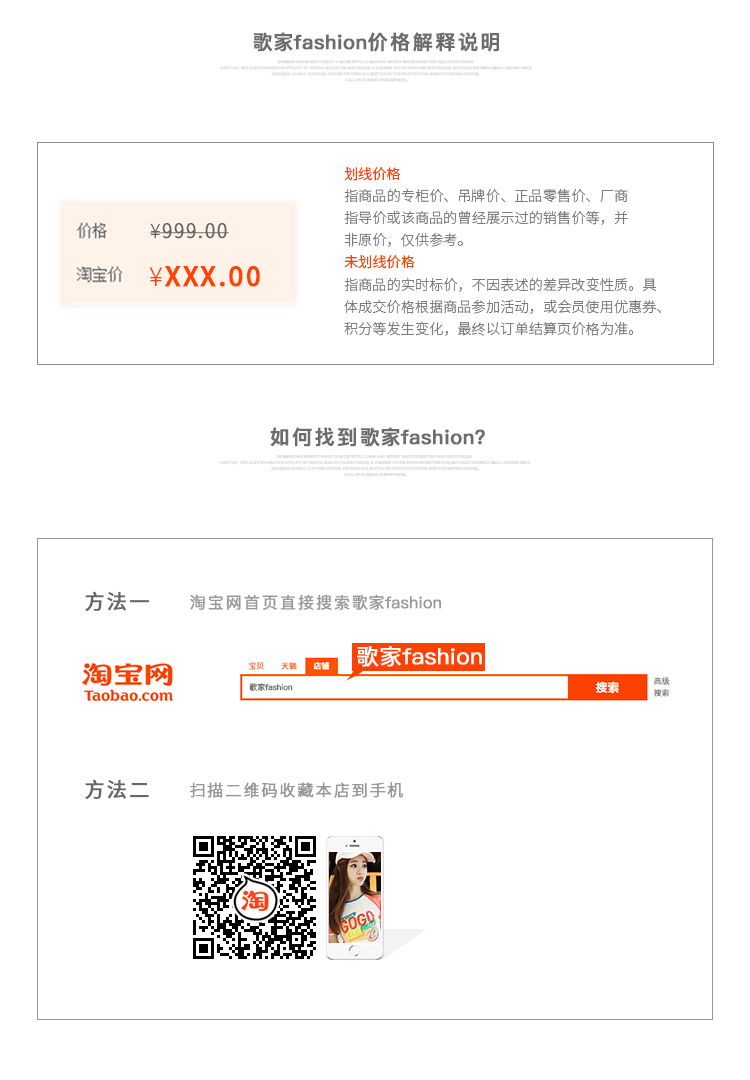 歌家fashion价格解释说明
价格 ¥999.00
淘宝价 ¥XXX.00
划线价格
指商品的专柜价、吊牌价、正品零售价、厂商
指导价或该商品的曾经展示过的销售价等，并
非原价，仅供参考。
未划线价格
指商品的实时标价，不因表述的差异改变性质。具
体成交价格根据商品参加活动，或会员使用优惠券、
积分等发生变化，最终以订单结算页价格为准。
如何找到歌家fashion?
方法一 淘宝网首页直接搜索歌家fashion
淘宝网
Taobao.com
宝贝 天猫 店铺
歌家fashion
歌家fashion 搜索
高级
搜索
方法二 扫描二维码收藏本店到手机
淘
GOGO